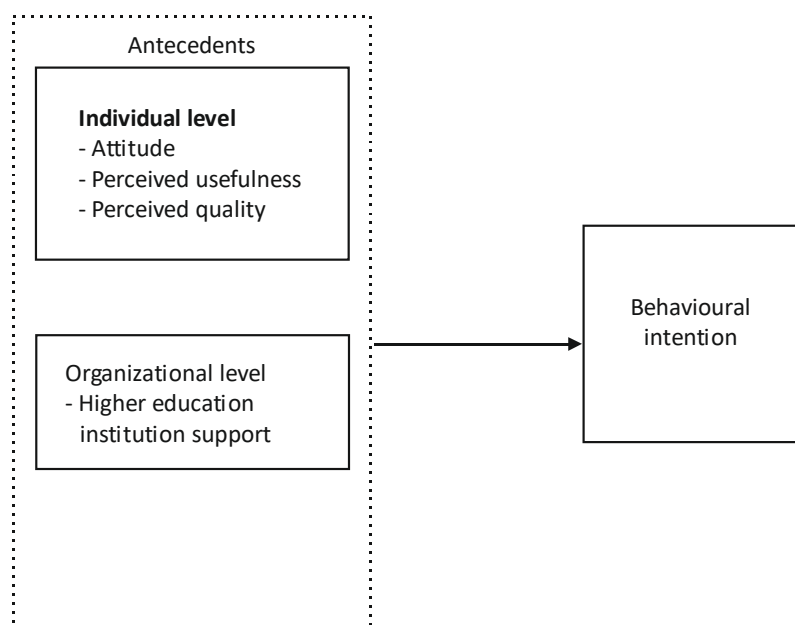 Antecedents
Individual level
- Attitude
- Perceived usefulness
- Perceived quality
Organizational level
- Higher education
institution support
Behavioural
intention